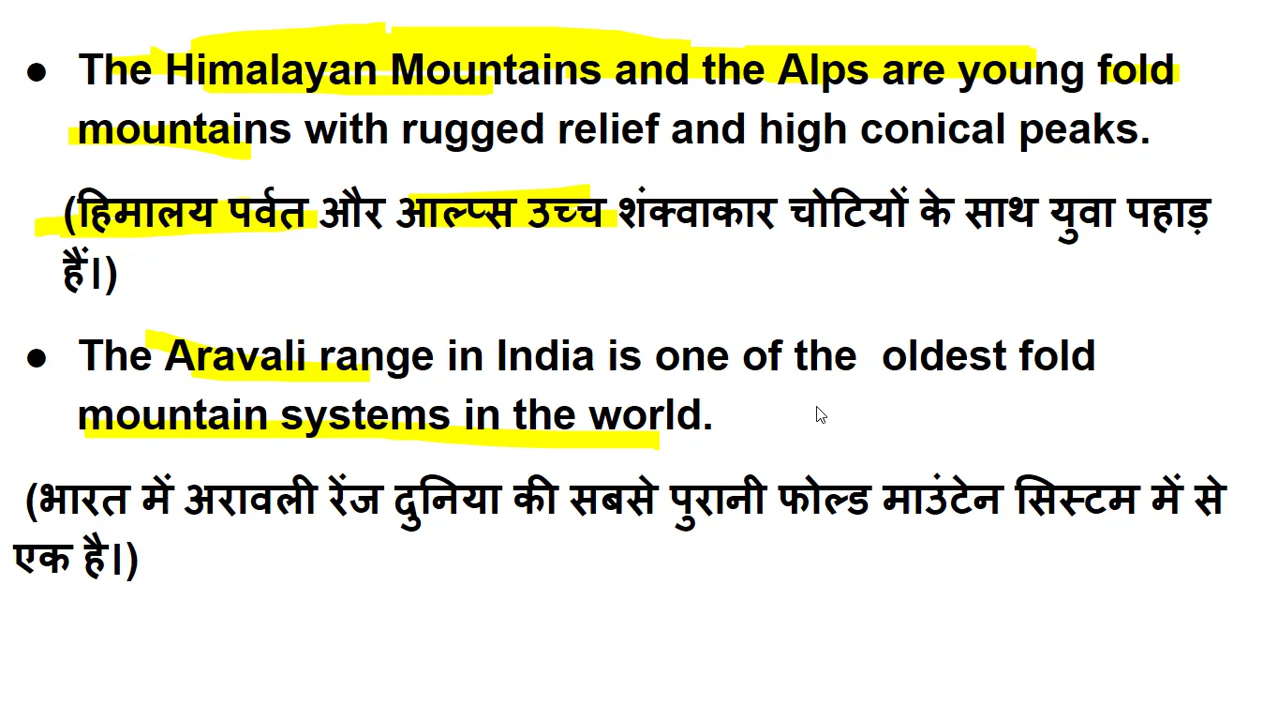 ● The Himalayan Mountains and the Alps are young fold
mountains with rugged relief and high conical peaks.
(हिमालय पर्वत और आल्प्स उच्च शंक्वाकार चोटियों के साथ युवा पहाड़
हैं।)
● The Aravali range in India is one of the  oldest fold
mountain systems in the world.
(भारत में अरावली रेंज दुनिया की सबसे पुरानी फोल्ड माउंटेन सिस्टम में से
एक है।)